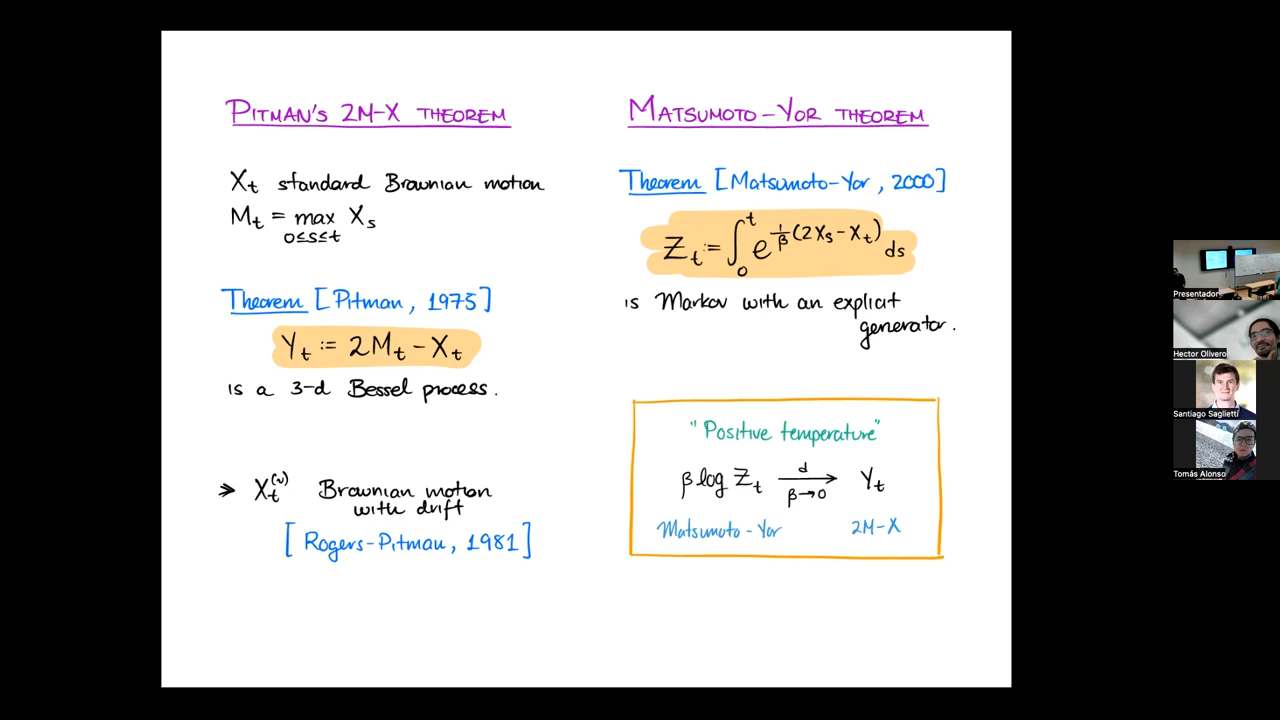 PITMAN'S 2M-X THEOREM
X_t standard Brownian motion
M_t = max X_s
0≤s≤t
Theorem [Pitman, 1975]
Y_t := 2M_t - X_t
is a 3-d Bessel process.
→ X_t^(ν) Brownian motion
with drift
[Rogers-Pitman, 1981]
MATSUMOTO-YOR THEOREM
Theorem [Matsumoto-Yor, 2000]
Z_t := ∫_0^t e^{1/β (2X_s - X_t)} ds
is Markov with an explicit
generator.
"Positive temperature"
β log Z_t →^d_{β→0} Y_t
Matsumoto-Yor 2M-X
Presentador
Hector Olivero
Santiago Saglietti
Tomás Alonso